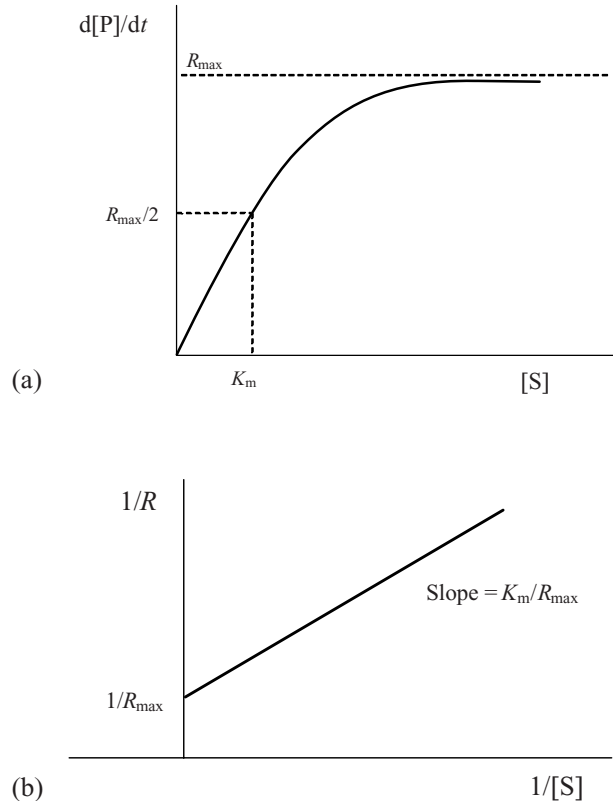 d[P]/dt
Rmax
Rmax/2
(a)
Km
[S]
1/R
Slope = Km/Rmax
1/Rmax
(b)
1/[S]